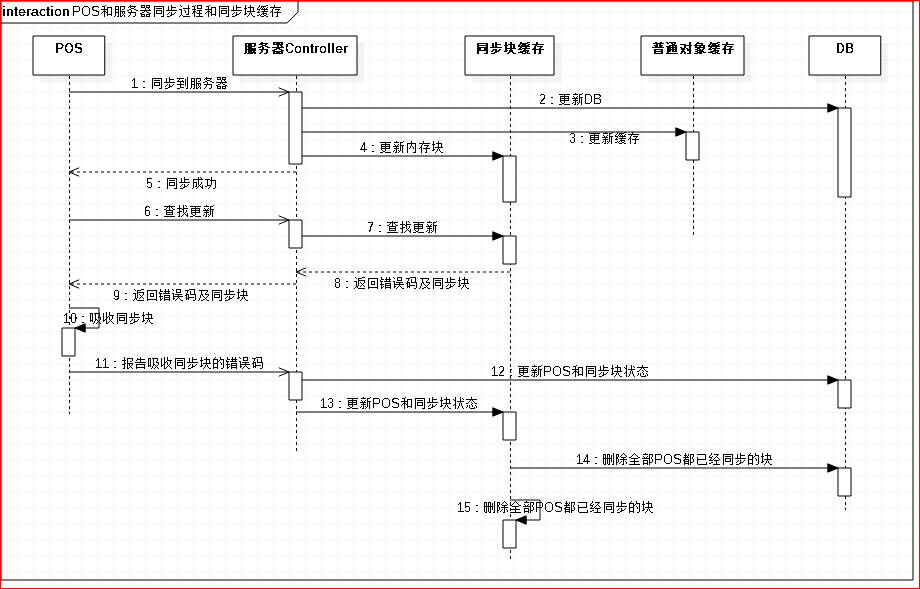 interaction POS和服务器同步过程和同步块缓存
POS
服务器Controller
同步块缓存
普通对象缓存
DB
1：同步到服务器
2：更新DB
3：更新缓存
4：更新内存块
5：同步成功
6：查找更新
7：查找更新
8：返回错误码及同步块
9：返回错误码及同步块
10：吸收同步块
11：报告吸收同步块的错误码
12：更新POS和同步块状态
13：更新POS和同步块状态
14：删除全部POS都已经同步的块
15：删除全部POS都已经同步的块